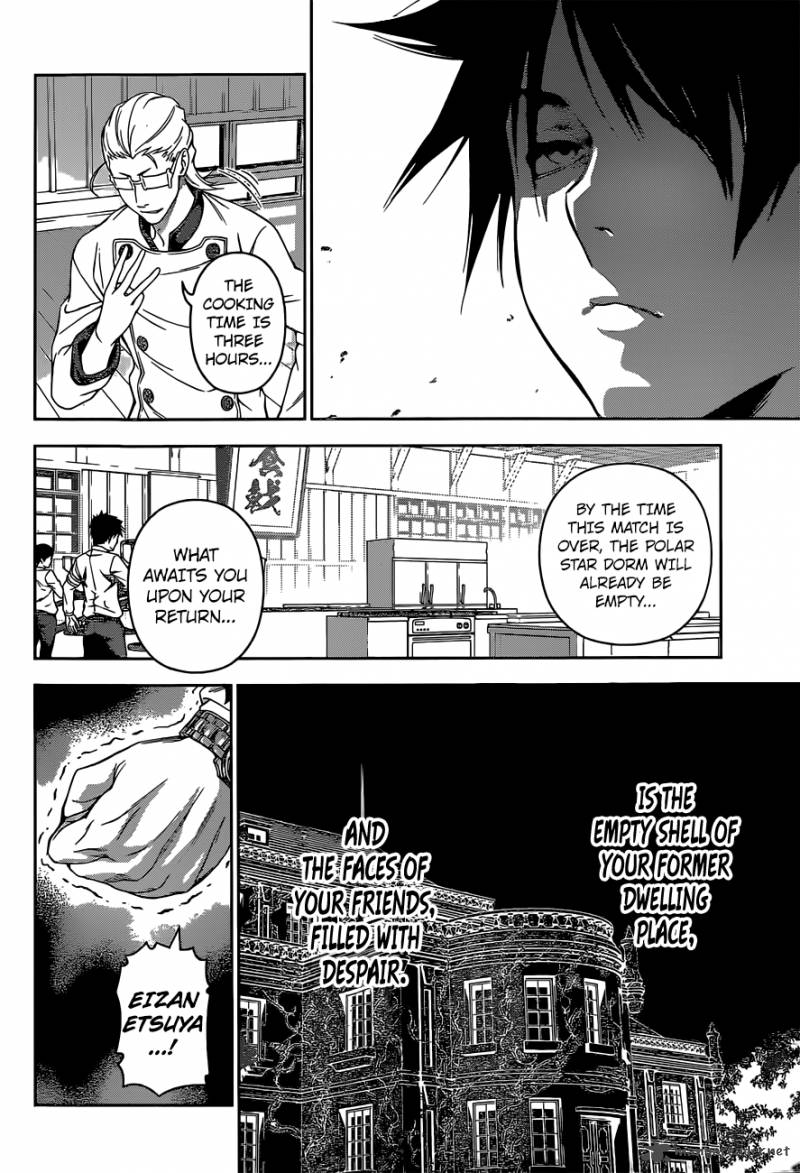 THE
COOKING
TIME IS
THREE
HOURS...
BY THE TIME
THIS MATCH IS
OVER, THE POLAR
STAR DORM WILL
ALREADY BE
EMPTY...
WHAT
AWAITS YOU
UPON YOUR
RETURN...
IS THE
EMPTY SHELL OF
YOUR FORMER
DWELLING
PLACE,
AND
THE FACES OF
YOUR FRIENDS,
FILLED WITH
DESPAIR.
EIZAN
ETSUYA
...!
食戟